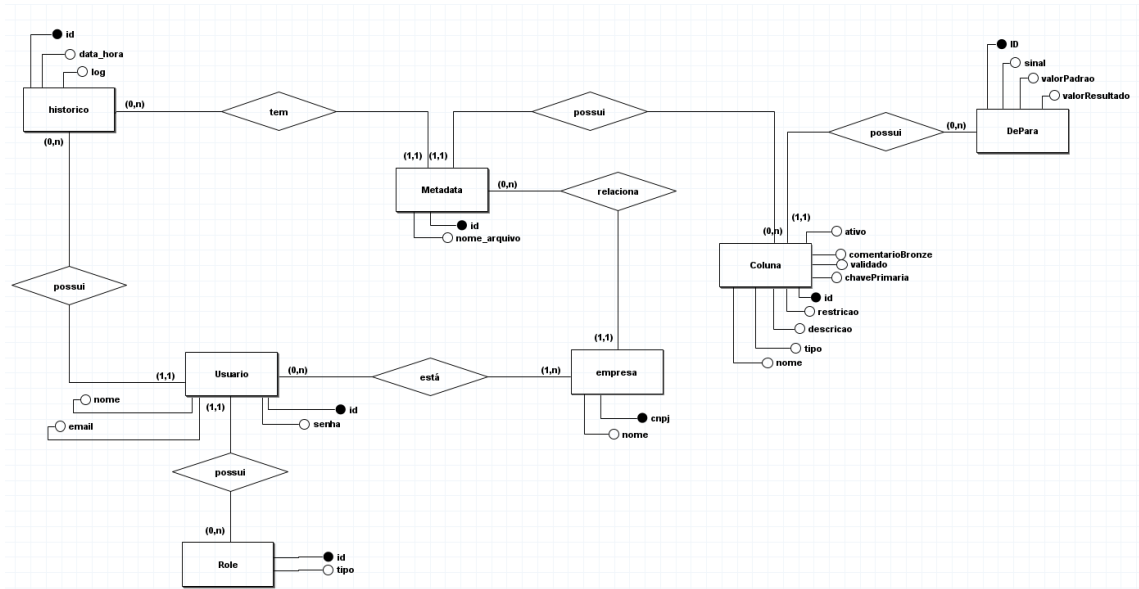 id
data_hora
log
historico
(0,n)
tem
possui
(0,n)
(1,1)
(1,1)
Metadata
(0,n)
relaciona
id
nome_arquivo
ID
sinal
valorPadrao
valorResultado
DePara
(0,n)
possui
(1,1)
(0,n)
Coluna
ativo
comentarioBronze
validado
chavePrimaria
id
restricao
descricao
tipo
nome
possui
(1,1)
Usuario
(0,n)
está
(1,n)
(1,1)
empresa
cnpj
nome
nome
email
(1,1)
id
senha
possui
(0,n)
Role
id
tipo